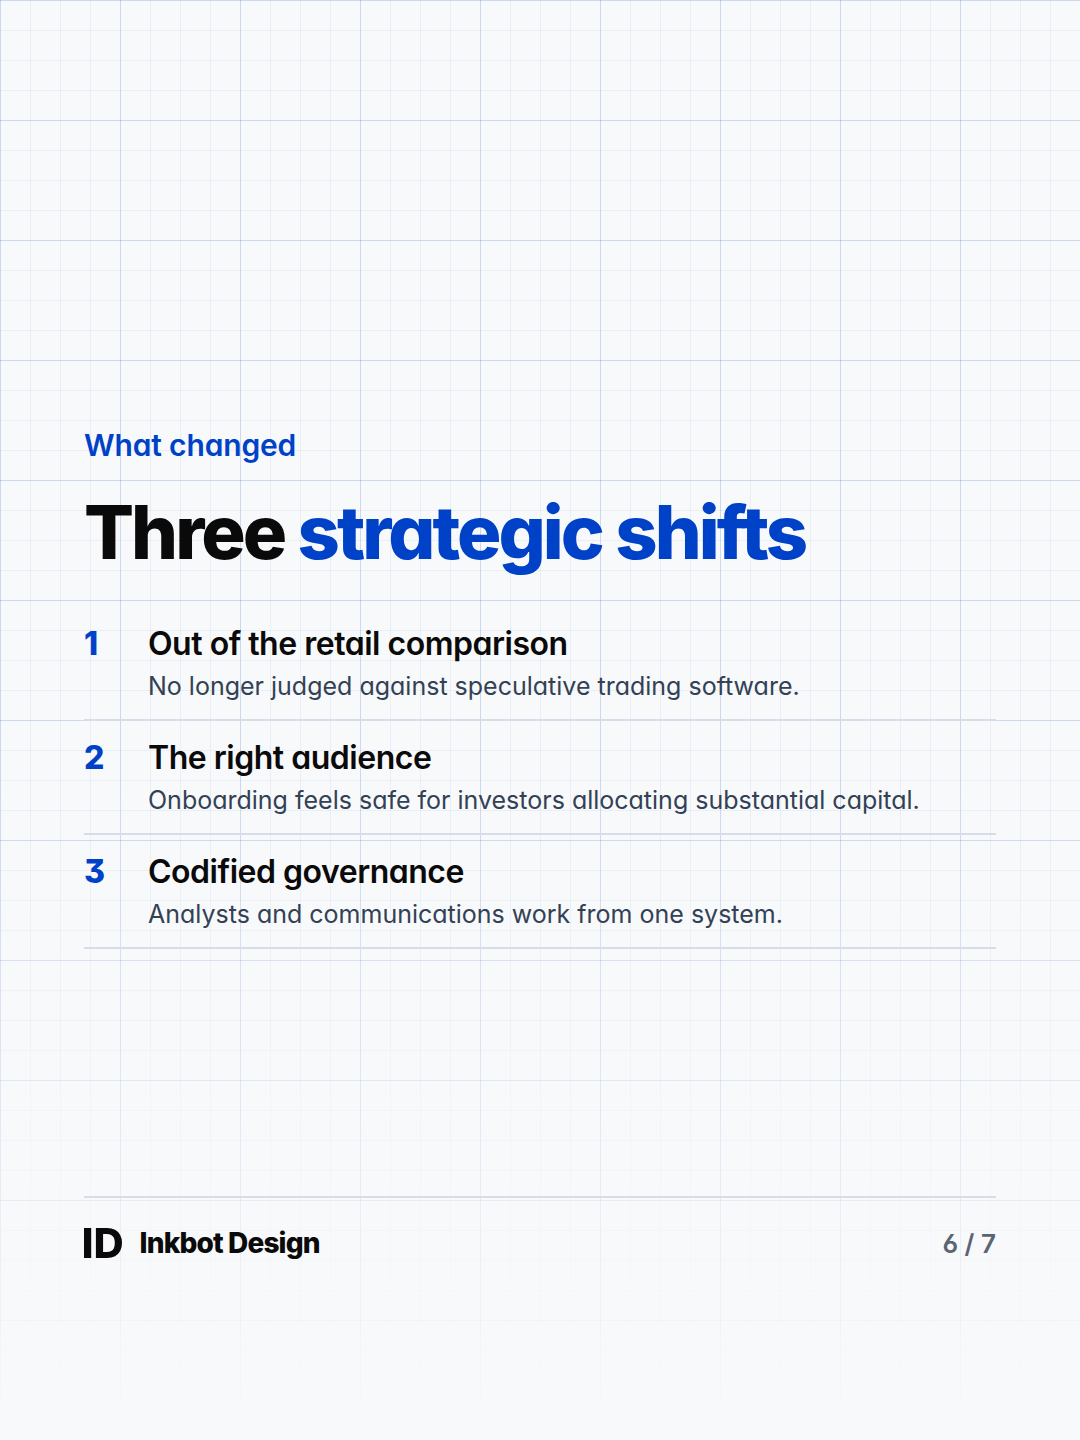 What changed
Three strategic shifts
1 Out of the retail comparison
No longer judged against speculative trading software.
2 The right audience
Onboarding feels safe for investors allocating substantial capital.
3 Codified governance
Analysts and communications work from one system.
ID Inkbot Design
6 / 7